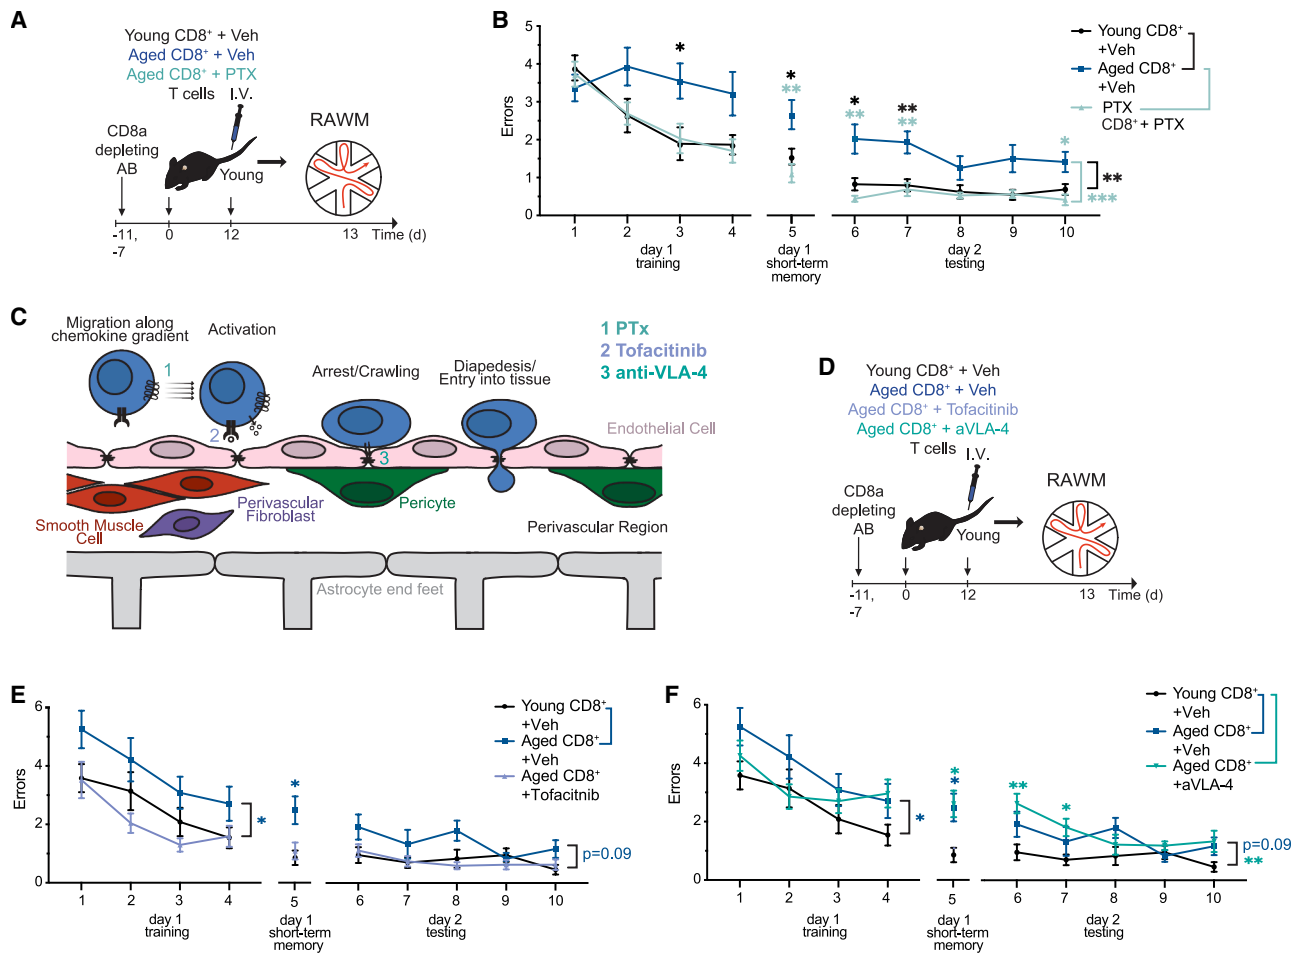 A
Young CD8⁺ + Veh
Aged CD8⁺ + Veh
Aged CD8⁺ + PTX
T cells I.V.
CD8a
depleting
AB
Young
RAWM
-11,
-7
0
12
13
Time (d)
B
Errors
5
4
3
2
1
0
*
*
**
*
**
**
**
*
**
***
1 2 3 4 5 6 7 8 9 10
day 1
training
day 1
short-term
memory
day 2
testing
Young CD8⁺
+Veh
Aged CD8⁺
+Veh
PTX
CD8⁺ + PTX
C
Migration along
chemokine gradient
Activation
1
2
3
Arrest/Crawling
Diapedesis/
Entry into tissue
1 PTx
2 Tofacitinib
3 anti-VLA-4
Endothelial Cell
Smooth Muscle
Cell
Perivascular
Fibroblast
Pericyte
Perivascular Region
Astrocyte end feet
D
Young CD8⁺ + Veh
Aged CD8⁺ + Veh
Aged CD8⁺ + Tofacitinib
Aged CD8⁺ + aVLA-4
T cells
I.V.
CD8a
depleting
AB
Young
RAWM
-11,
-7
0
12
13
Time (d)
E
Errors
6
4
2
0
*
*
p=0.09
1 2 3 4 5 6 7 8 9 10
day 1
training
day 1
short-term
memory
day 2
testing
Young CD8⁺
+Veh
Aged CD8⁺
+Veh
Aged CD8⁺
+Tofacitnib
F
Errors
6
4
2
0
*
*
*
**
*
p=0.09
**
1 2 3 4 5 6 7 8 9 10
day 1
training
day 1
short-term
memory
day 2
testing
Young CD8⁺
+Veh
Aged CD8⁺
+Veh
Aged CD8⁺
+aVLA-4